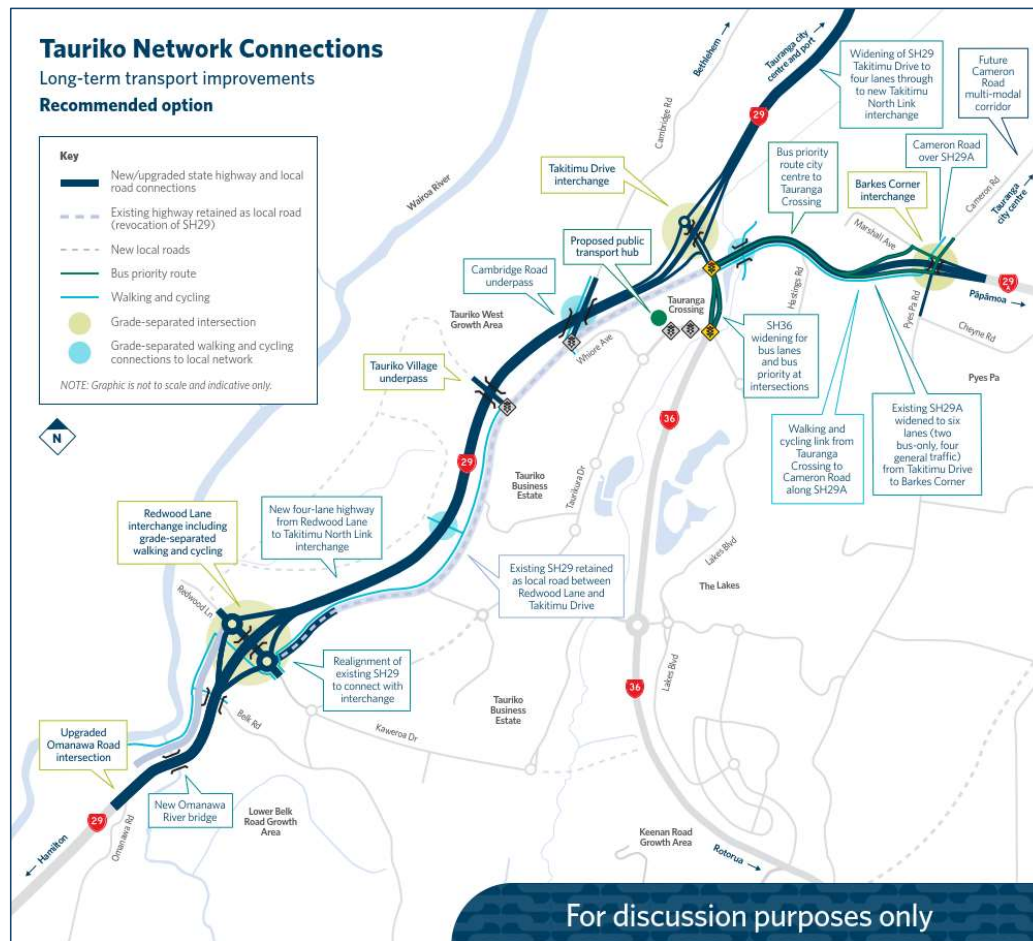 Tauriko Network Connections
Long-term transport improvements
Recommended option
Key
New/upgraded state highway and local
road connections
Existing highway retained as local road
(revocation of SH29)
New local roads
Bus priority route
Walking and cycling
Grade-separated intersection
Grade-separated walking and cycling
connections to local network
NOTE: Graphic is not to scale and indicative only.
N
Wairoa River
Bethlehem
Cambridge Rd
Tauranga city
centre and port
29
Widening of SH29
Takitimu Drive to
four lanes through
to new Takitimu
North Link
interchange
Future
Cameron
Road
multi-modal
corridor
Takitimu Drive
interchange
Bus priority
route city
centre to
Tauranga
Crossing
Cameron Road
over SH29A
Barkes Corner
interchange
Cameron Rd
Tauranga
city centre
Marshall Ave
Proposed public
transport hub
Cambridge Road
underpass
Tauriko West
Growth Area
Tauranga
Crossing
Hastings Rd
Pyes Pa Rd
29
A
Pāpāmoa
Cheyne Rd
Pyes Pa
Whiore Ave
Tauriko Village
underpass
SH36
widening for
bus lanes and
bus priority at
intersections
36
Walking and
cycling link from
Tauranga
Crossing to
Cameron Road
along SH29A
Existing SH29A
widened to six
lanes (two
bus-only, four
general traffic)
from Takitimu Drive
to Barkes Corner
29
Tauriko
Business
Estate
Taurikura Dr
Redwood Lane
interchange including
grade-separated
walking and cycling
New four-lane highway
from Redwood Lane
to Takitimu North Link
interchange
Existing SH29 retained
as local road between
Redwood Lane and
Takitimu Drive
Lakes Blvd
The Lakes
Redwood Ln
Realignment of
existing SH29
to connect with
interchange
36
Lakes Blvd
Tauriko
Business
Estate
Belk Rd
Kaweroa Dr
Upgraded
Omanawa Road
intersection
New Omanawa
River bridge
Lower Belk
Road Growth
Area
29
Hamilton
Omanawa Rd
Keenan Road
Growth Area
Rotorua
For discussion purposes only